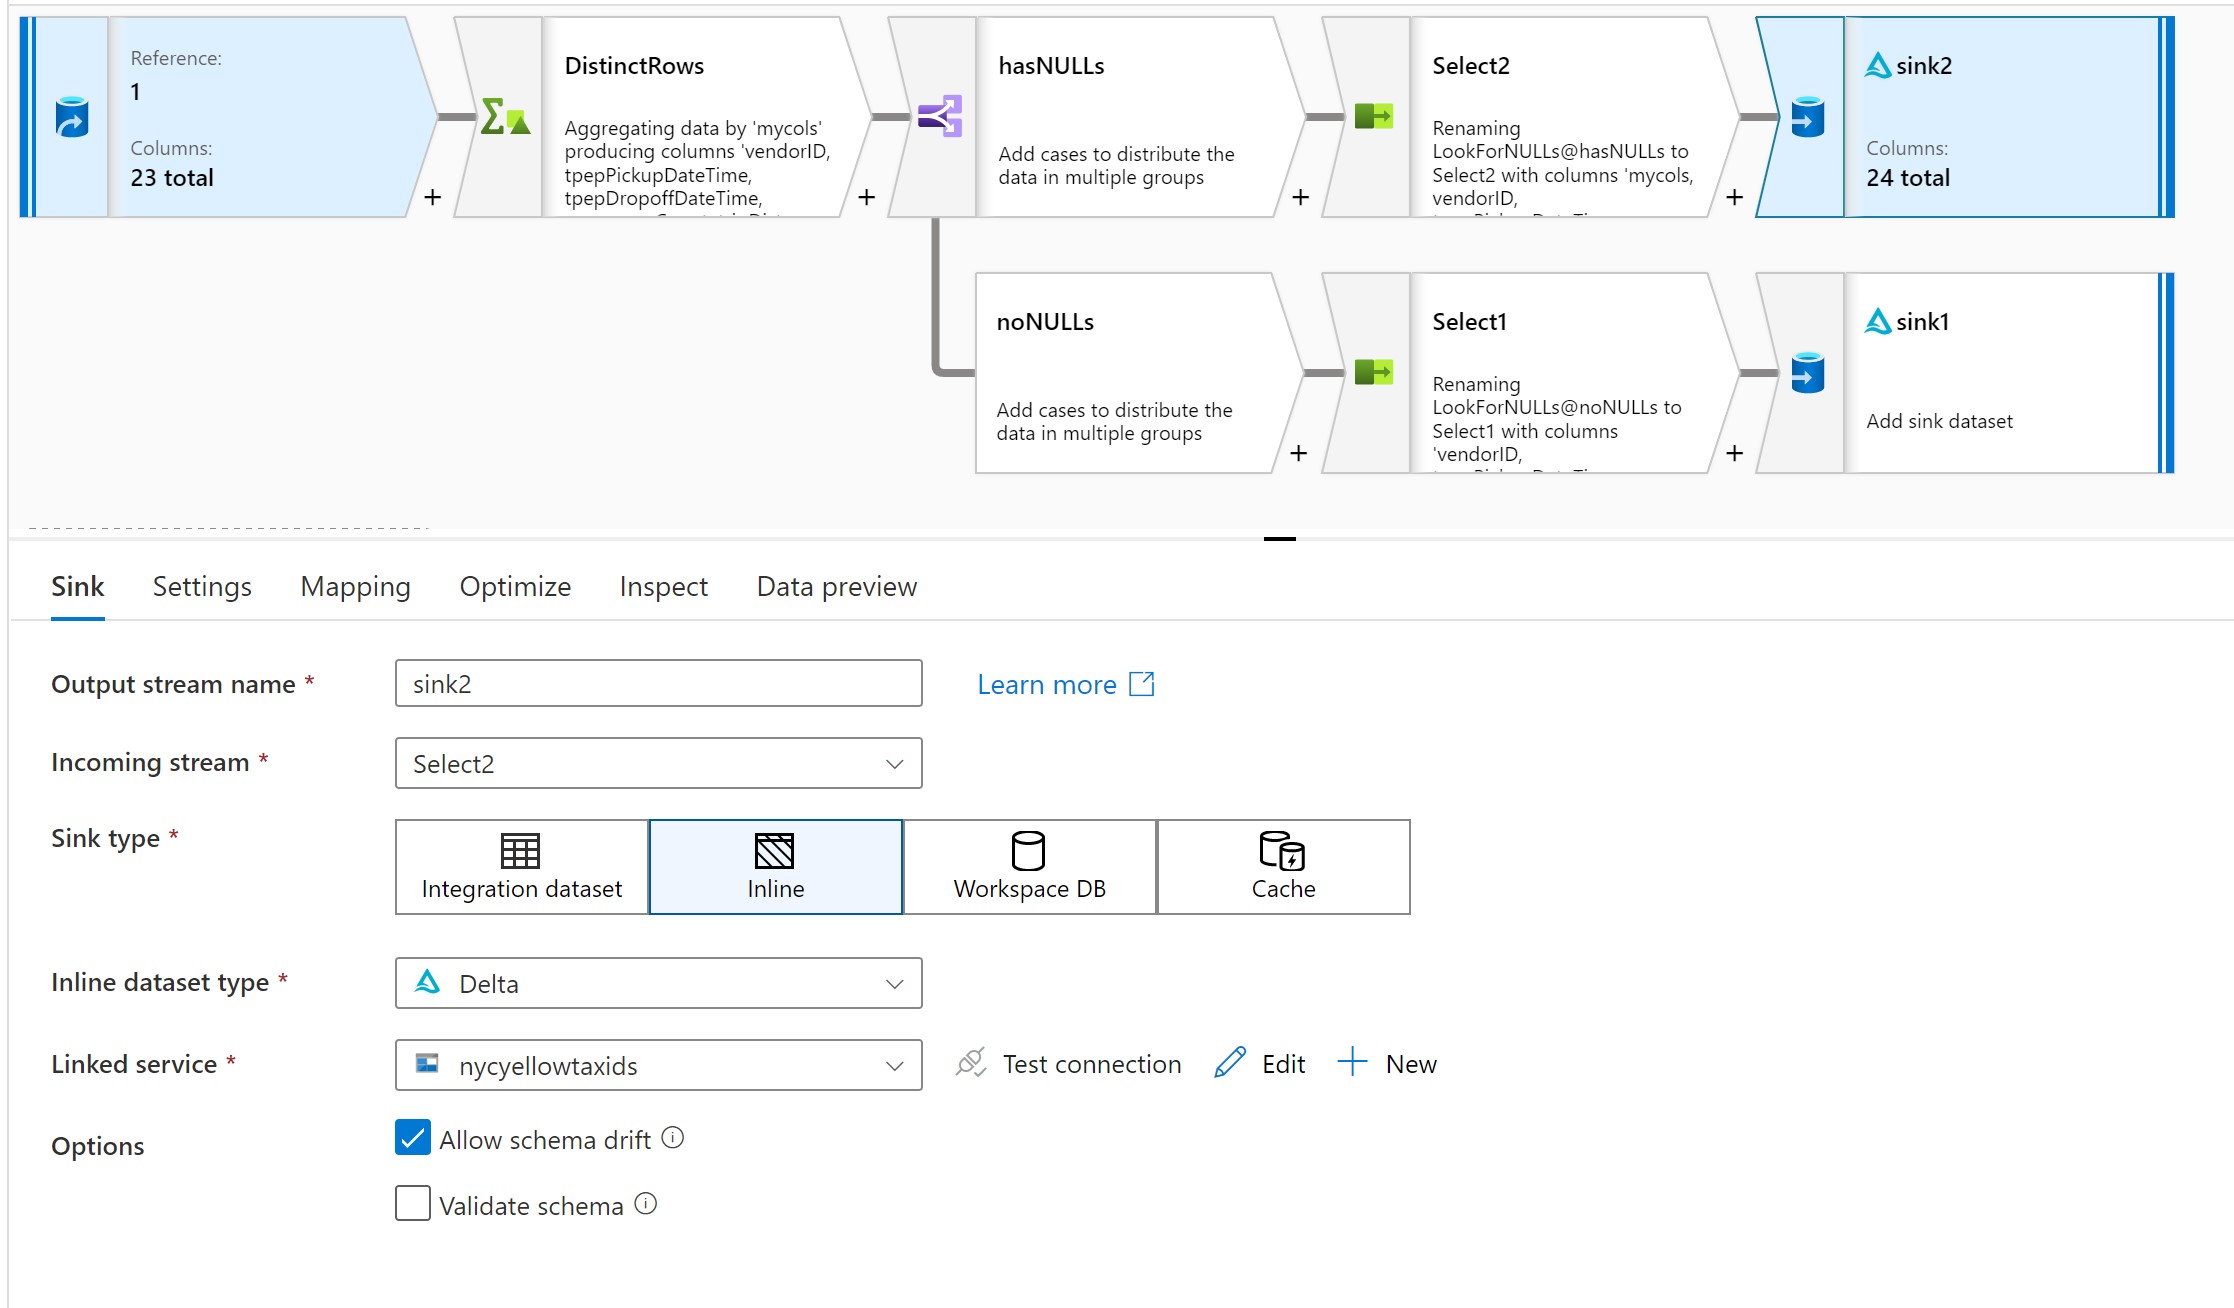 Reference:
1
Columns:
23 total
+
DistinctRows
Aggregating data by 'mycols'
producing columns 'vendorID,
tpepPickupDateTime,
tpepDropoffDateTime,
+
hasNULLs
Add cases to distribute the
data in multiple groups
+
Select2
Renaming
LookForNULLs@hasNULLs to
Select2 with columns 'mycols,
vendorID,
+
sink2
Columns:
24 total
noNULLs
Add cases to distribute the
data in multiple groups
+
Select1
Renaming
LookForNULLs@noNULLs to
Select1 with columns
'vendorID,
+
sink1
Add sink dataset
Sink Settings Mapping Optimize Inspect Data preview
Output stream name * sink2 Learn more
Incoming stream * Select2
Sink type * Integration dataset Inline Workspace DB Cache
Inline dataset type * Delta
Linked service * nycyellowtaxids Test connection Edit New
Options Allow schema drift
Validate schema